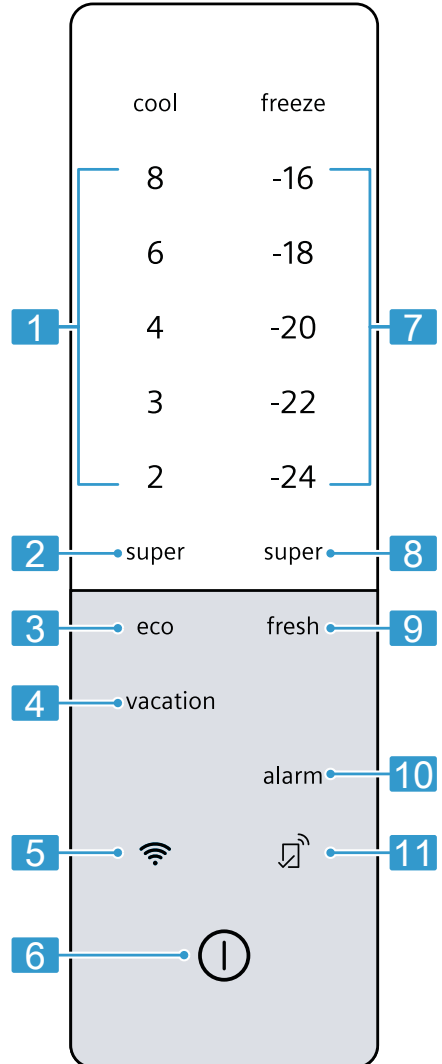 cool freeze
8 -16
6 -18
1 4 -20 7
3 -22
2 -24
2 super super 8
3 eco fresh 9
4 vacation
alarm 10
5 11
6